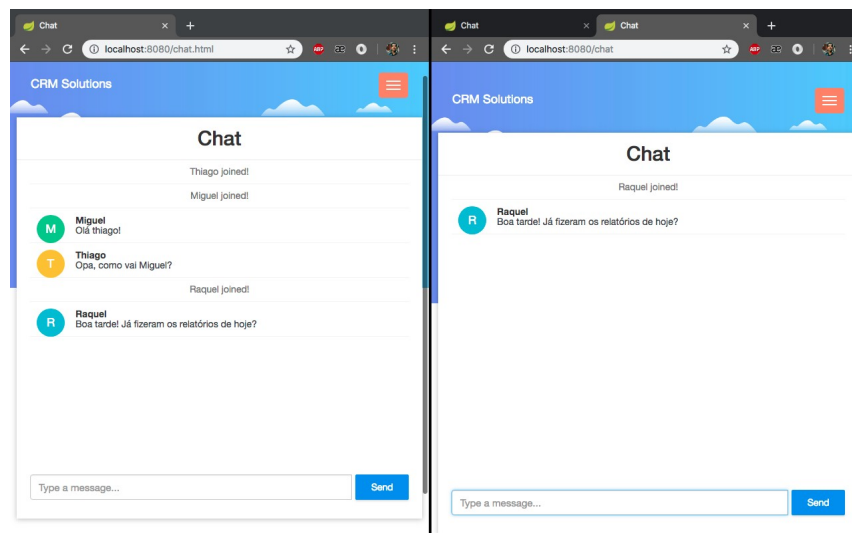 Chat
localhost:8080/chat.html
ABP
CRM Solutions
Chat
Thiago joined!
Miguel joined!
M
Miguel
Olá thiago!
T
Thiago
Opa, como vai Miguel?
Raquel joined!
R
Raquel
Boa tarde! Já fizeram os relatórios de hoje?
Type a message...
Send
Chat
Chat
localhost:8080/chat
ABP
CRM Solutions
Chat
Raquel joined!
R
Raquel
Boa tarde! Já fizeram os relatórios de hoje?
Type a message...
Send